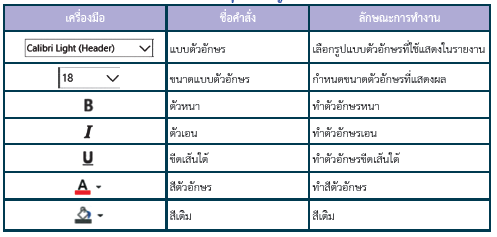 เครื่องมือ ชื่อคำสั่ง ลักษณะการทำงาน
Calibri Light (Header) แบบตัวอักษร เลือกรูปแบบตัวอักษรที่ใช้แสดงในรายงาน
18 ขนาดแบบตัวอักษร กำหนดขนาดตัวอักษรที่แสดงผล
B ตัวหนา ทำตัวอักษรหนา
I ตัวเอน ทำตัวอักษรเอน
U ขีดเส้นใต้ ทำตัวอักษรขีดเส้นใต้
A สีตัวอักษร ทำสีตัวอักษร
สีเติม สีเติม